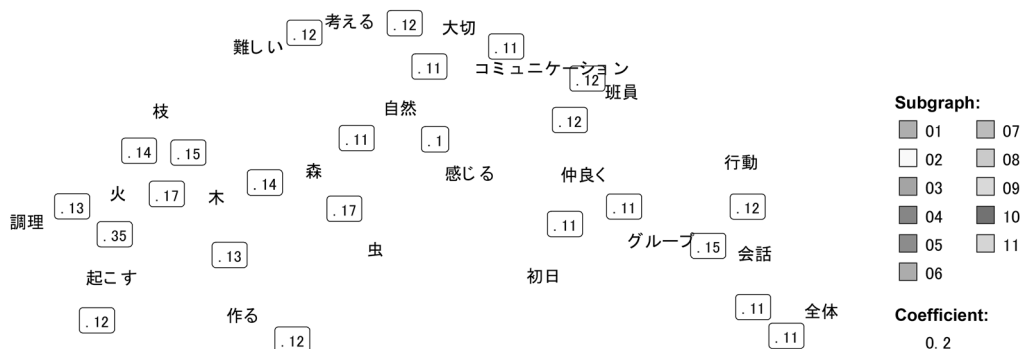 考える
.12
大切
難しい
.12
.11
.11
コミュニケーション
.12
班員
枝
自然
.12
.14
.15
.11
.1
行動
森
感じる
仲良く
火
.17
木
.14
調理
.13
.17
.11
.12
.35
.11
グループ
.15
会話
虫
.13
起こす
初日
.12
作る
.12
.11
全体
.11
Subgraph:
01
02
03
04
05
06
07
08
09
10
11
Coefficient:
0.2